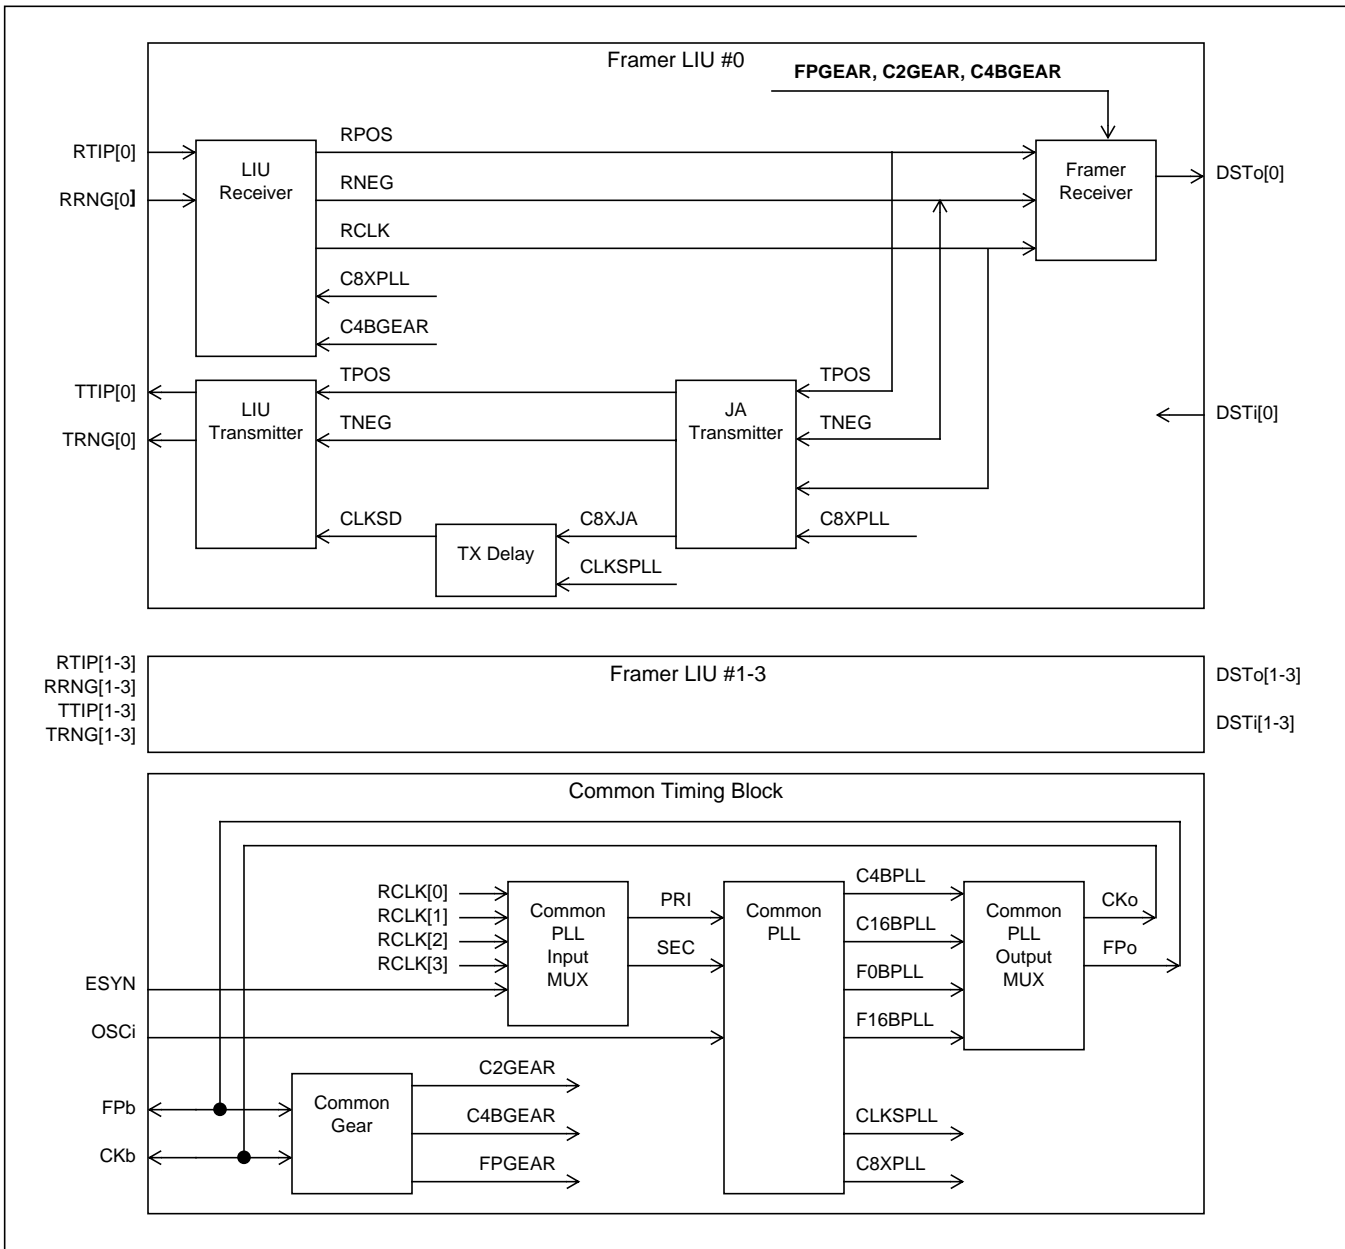 Framer LIU #0
FPGEAR, C2GEAR, C4BGEAR
RTIP[0]
RRNG[0]
LIU
Receiver
RPOS
RNEG
RCLK
C8XPLL
C4BGEAR
Framer
Receiver
DSTo[0]
TTIP[0]
TRNG[0]
LIU
Transmitter
TPOS
TNEG
CLKSD
TX Delay
C8XJA
CLKSPLL
JA
Transmitter
TPOS
TNEG
C8XPLL
DSTi[0]
RTIP[1-3]
RRNG[1-3]
TTIP[1-3]
TRNG[1-3]
Framer LIU #1-3
DSTo[1-3]
DSTi[1-3]
Common Timing Block
RCLK[0]
RCLK[1]
RCLK[2]
RCLK[3]
ESYN
OSCi
Common
PLL
Input
MUX
PRI
SEC
Common
PLL
C4BPLL
C16BPLL
F0BPLL
F16BPLL
CLKSPLL
C8XPLL
Common
PLL
Output
MUX
CKo
FPo
FPb
CKb
Common
Gear
C2GEAR
C4BGEAR
FPGEAR